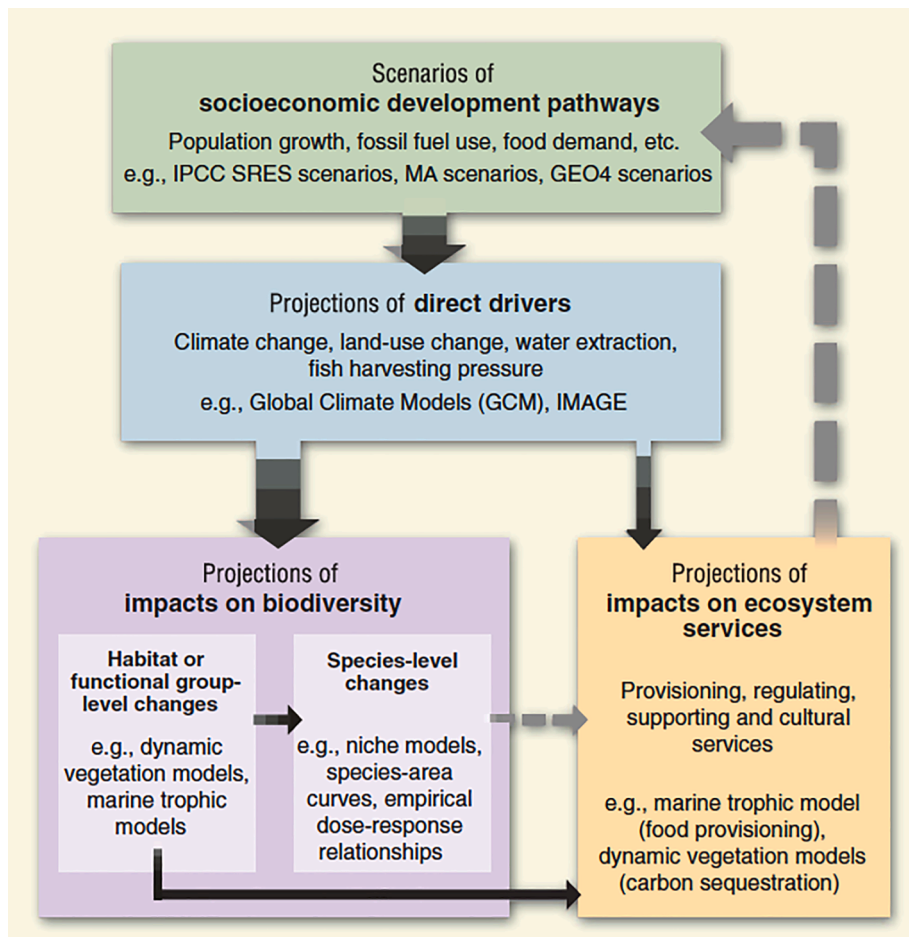 Scenarios of
socioeconomic development pathways
Population growth, fossil fuel use, food demand, etc.
e.g., IPCC SRES scenarios, MA scenarios, GEO4 scenarios
Projections of direct drivers
Climate change, land-use change, water extraction,
fish harvesting pressure
e.g., Global Climate Models (GCM), IMAGE
Projections of
impacts on biodiversity
Habitat or
functional group-
level changes
e.g., dynamic
vegetation models,
marine trophic
models
Species-level
changes
e.g., niche models,
species-area
curves, empirical
dose-response
relationships
Projections of
impacts on ecosystem
services
Provisioning, regulating,
supporting and cultural
services
e.g., marine trophic model
(food provisioning),
dynamic vegetation models
(carbon sequestration)